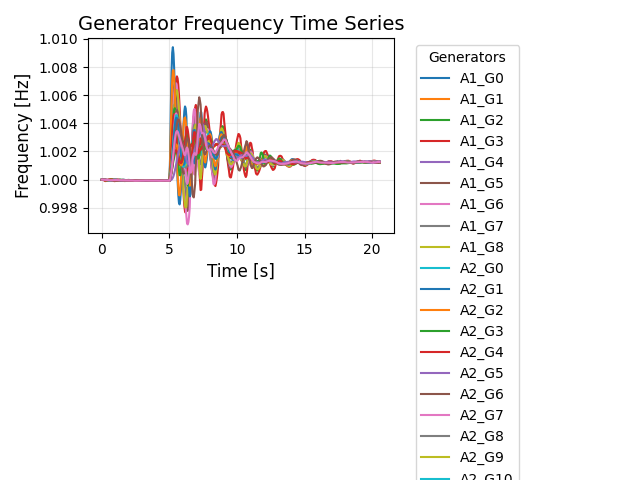 Generator Frequency Time Series
Frequency [Hz]
1.010
1.008
1.006
1.004
1.002
1.000
0.998
0
5
10
15
20
Time [s]
Generators
A1_G0
A1_G1
A1_G2
A1_G3
A1_G4
A1_G5
A1_G6
A1_G7
A1_G8
A2_G0
A2_G1
A2_G2
A2_G3
A2_G4
A2_G5
A2_G6
A2_G7
A2_G8
A2_G9
A2_G10